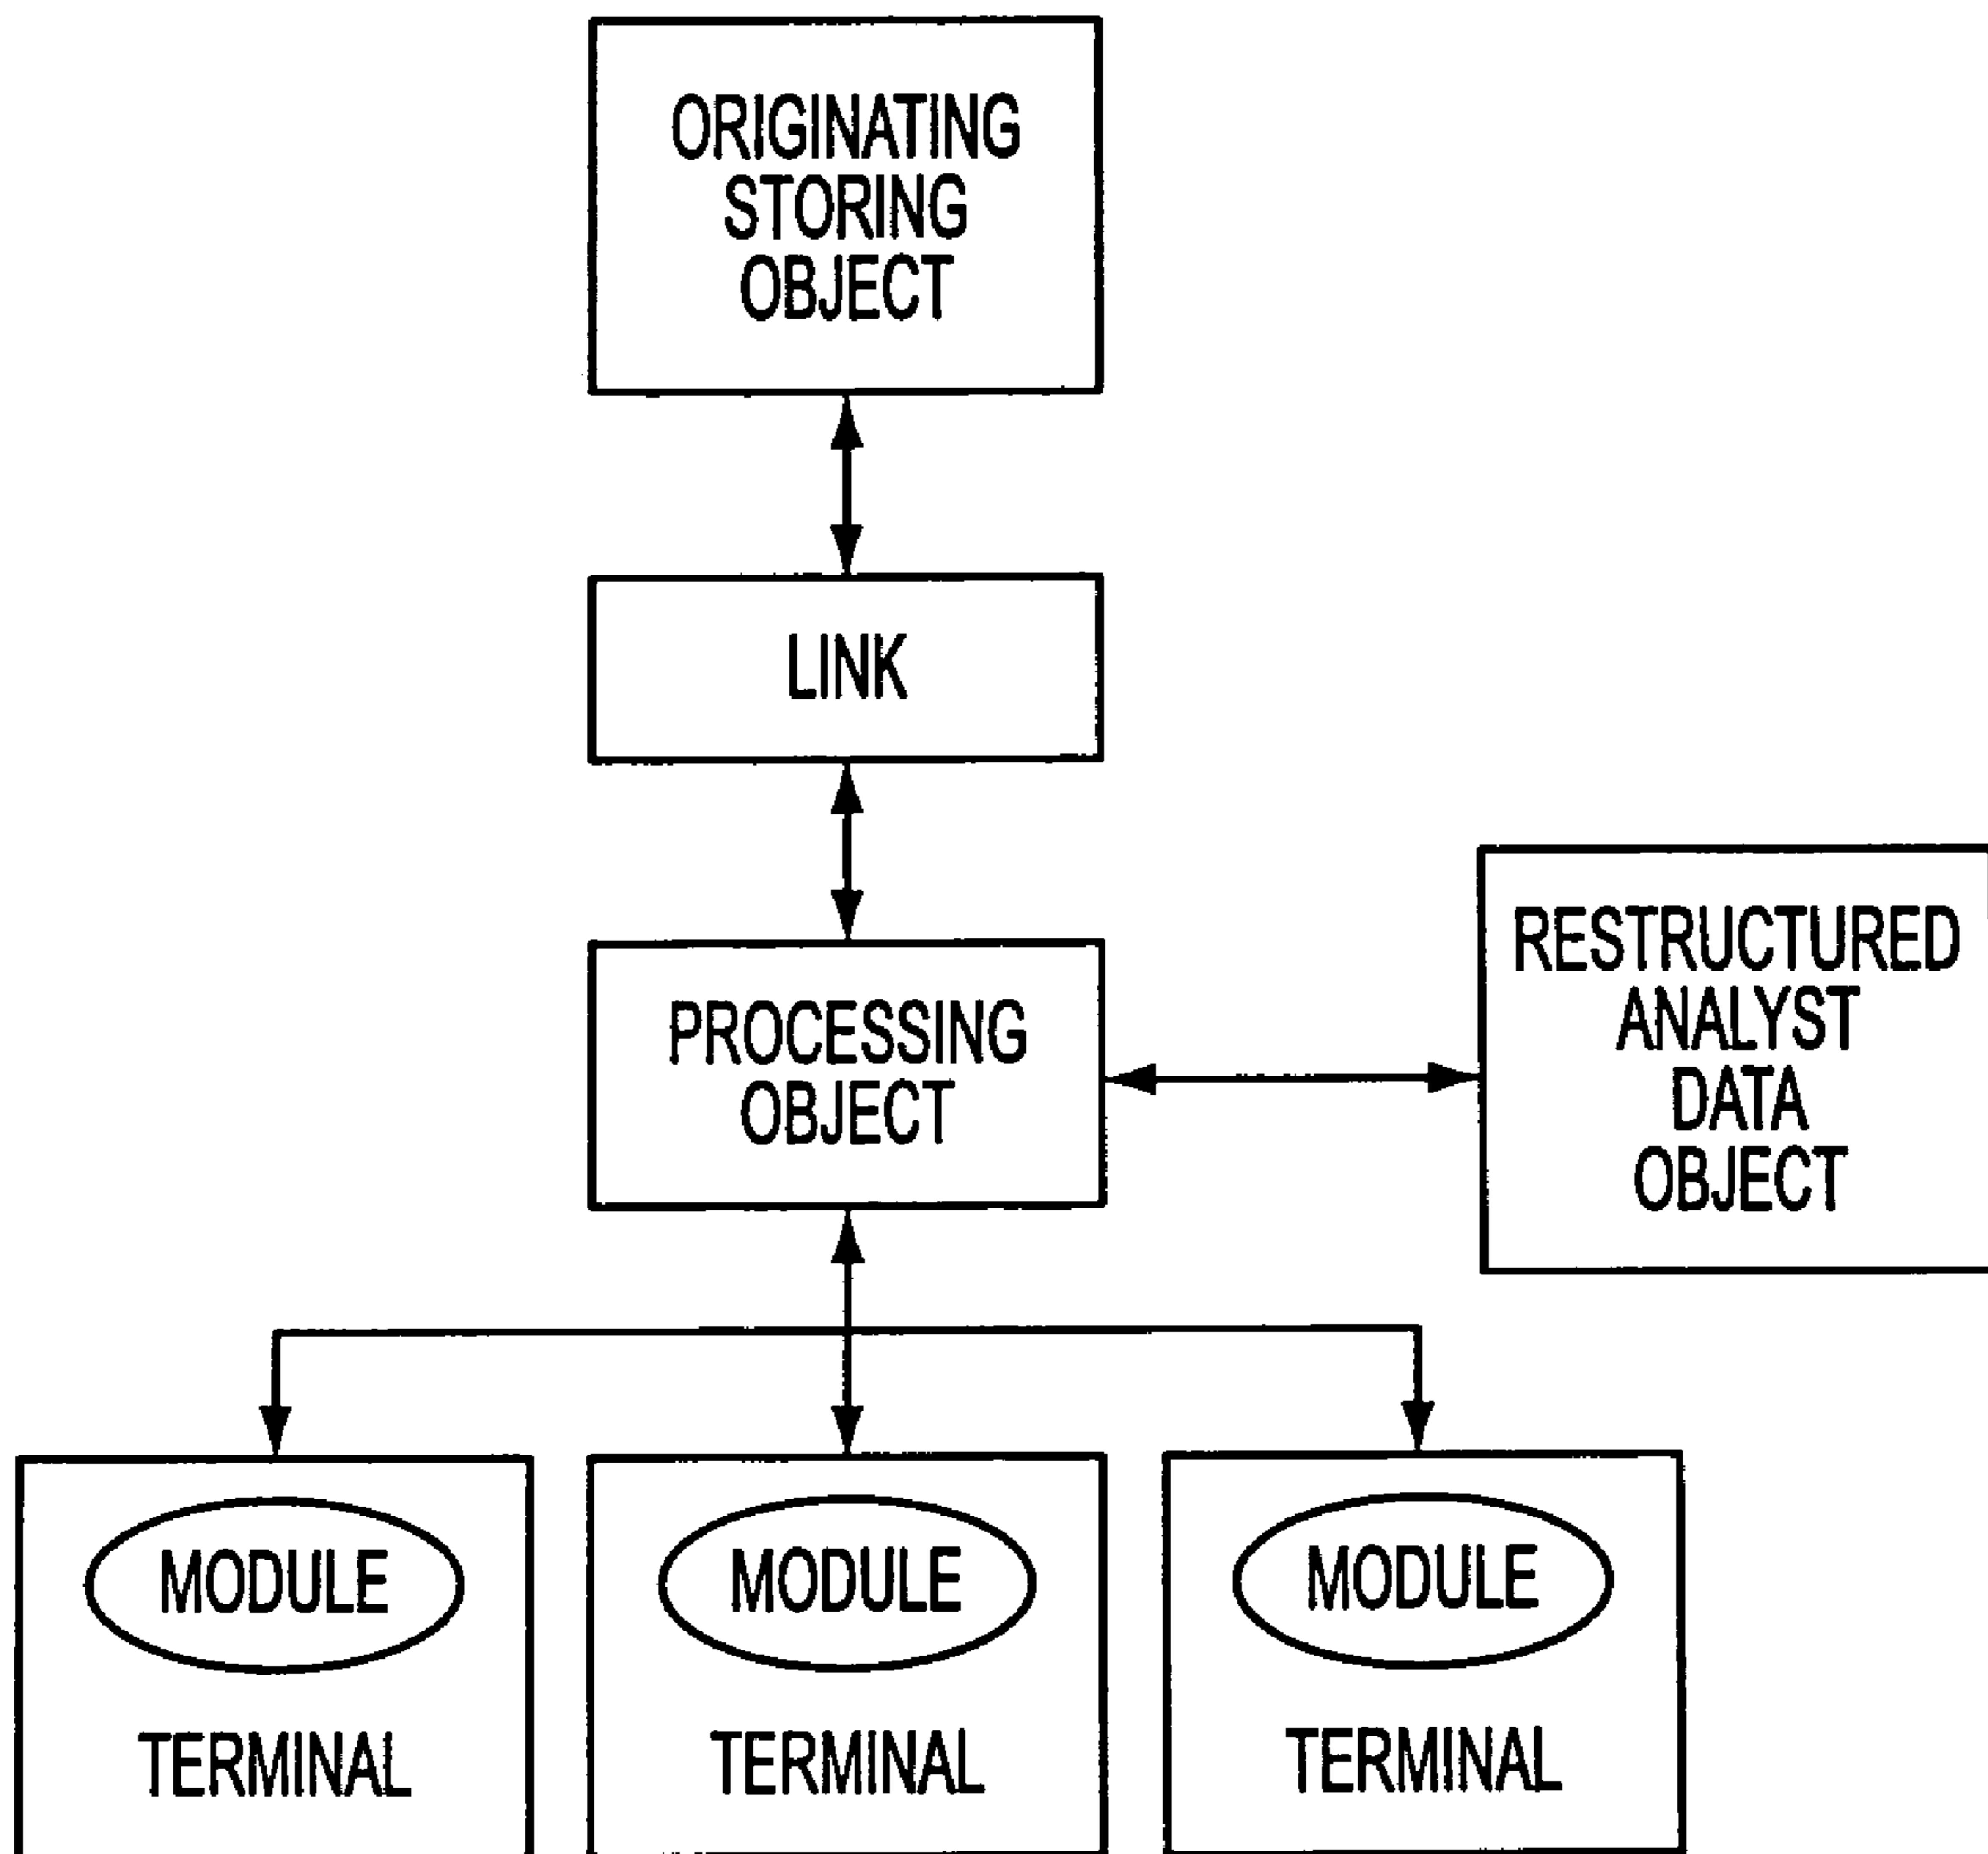 ORIGINATING
STORING
OBJECT
LINK
PROCESSING
OBJECT
RESTRUCTURED
ANALYST
DATA
OBJECT
MODULE
TERMINAL
MODULE
TERMINAL
MODULE
TERMINAL